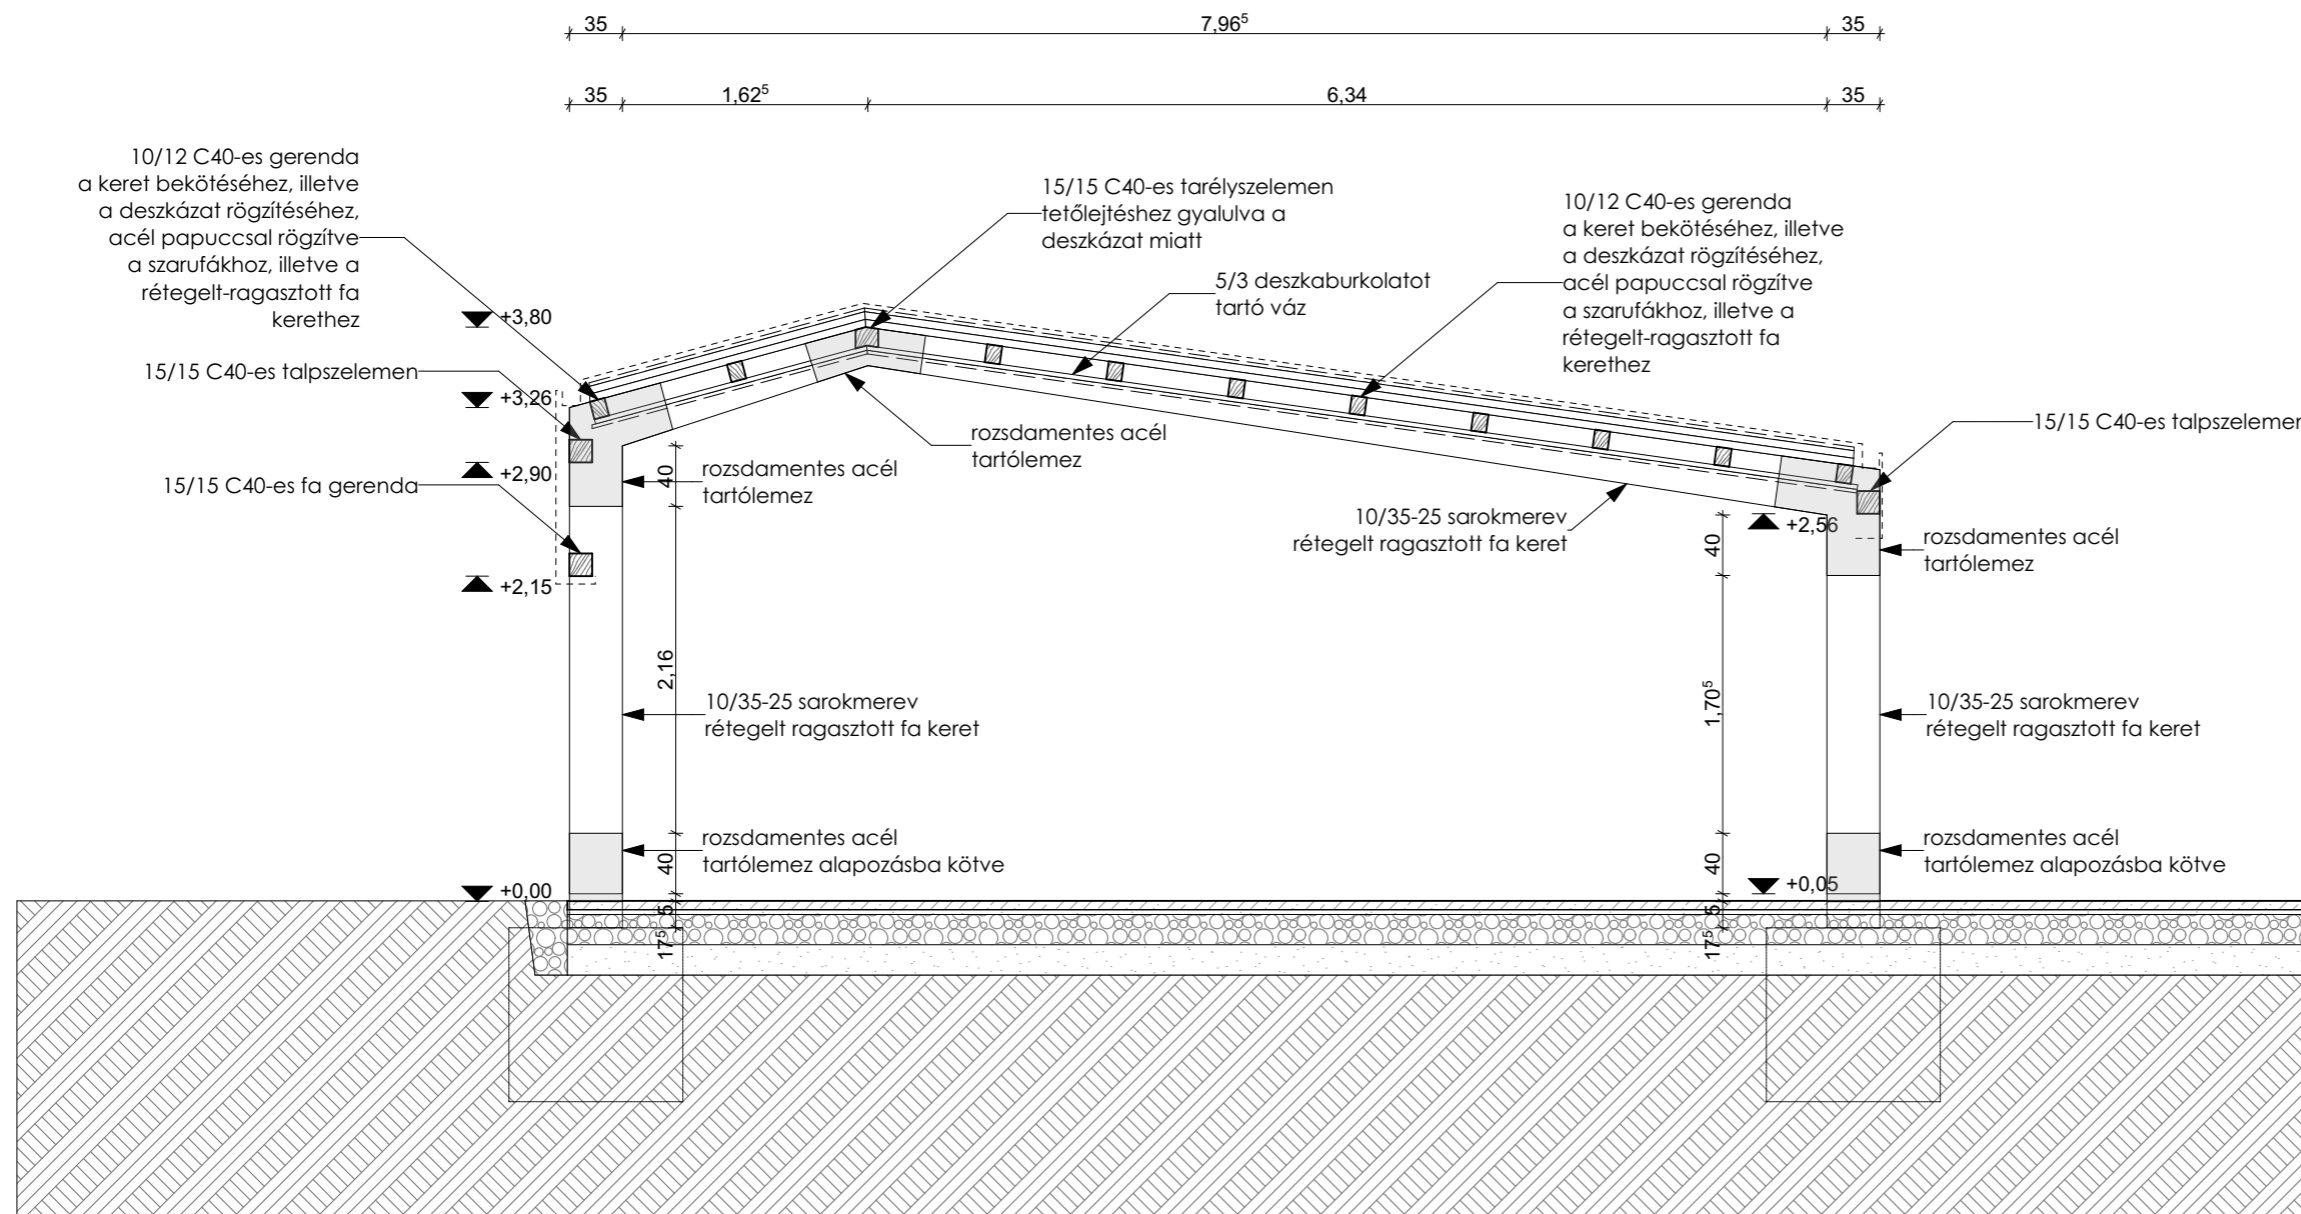 35
7,96⁵
35
35
1,62⁵
6,34
35
10/12 C40-es gerenda
a keret bekötéséhez, illetve
a deszkázat rögzítéséhez,
acél papuccsal rögzítve
a szarufákhoz, illetve a
rétegelt-ragasztott fa
kerethez
15/15 C40-es tarélyszelemen
tetőlejtéshez gyalulva a
deszkázat miatt
5/3 deszkaburkolatot
tartó váz
10/12 C40-es gerenda
a keret bekötéséhez, illetve
a deszkázat rögzítéséhez,
acél papuccsal rögzítve
a szarufákhoz, illetve a
rétegelt-ragasztott fa
kerethez
+3,80
15/15 C40-es talpszelemen
+3,26
15/15 C40-es talpszelemen
rozsdamentes acél
tartólemez
+2,90
15/15 C40-es fa gerenda
40
rozsdamentes acél
tartólemez
10/35-25 sarokmerev
rétegelt ragasztott fa keret
+2,56
40
rozsdamentes acél
tartólemez
+2,15
2,16
10/35-25 sarokmerev
rétegelt ragasztott fa keret
1,70⁵
10/35-25 sarokmerev
rétegelt ragasztott fa keret
40
rozsdamentes acél
tartólemez alapozásba kötve
40
rozsdamentes acél
tartólemez alapozásba kötve
+0,00
+0,05
5
17⁵
5
17⁵